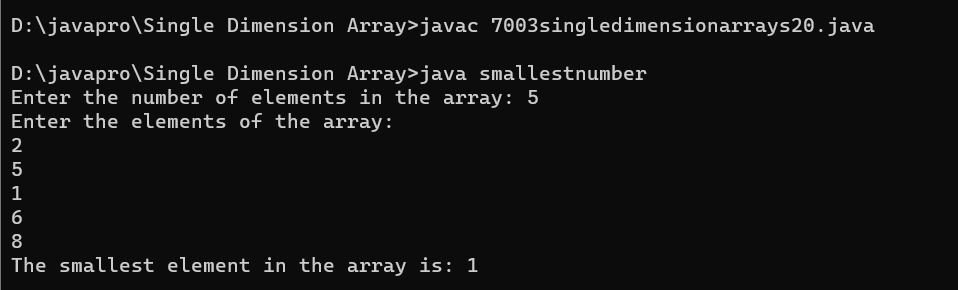 D:\javapro\Single Dimension Array>javac 7003singledimensionarrays20.java
D:\javapro\Single Dimension Array>java smallestnumber
Enter the number of elements in the array: 5
Enter the elements of the array:
2
5
1
6
8
The smallest element in the array is: 1